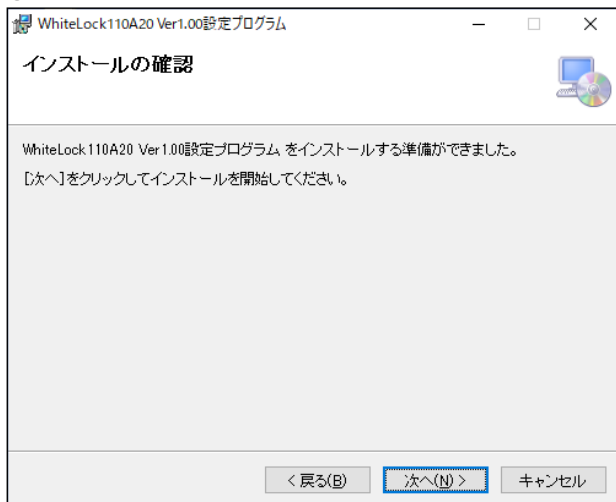 WhiteLock110A20 Ver1.00設定プログラム
インストールの確認
WhiteLock110A20 Ver1.00設定プログラム をインストールする準備ができました。
[次へ]をクリックしてインストールを開始してください。
< 戻る(B)
次へ(N) >
キャンセル